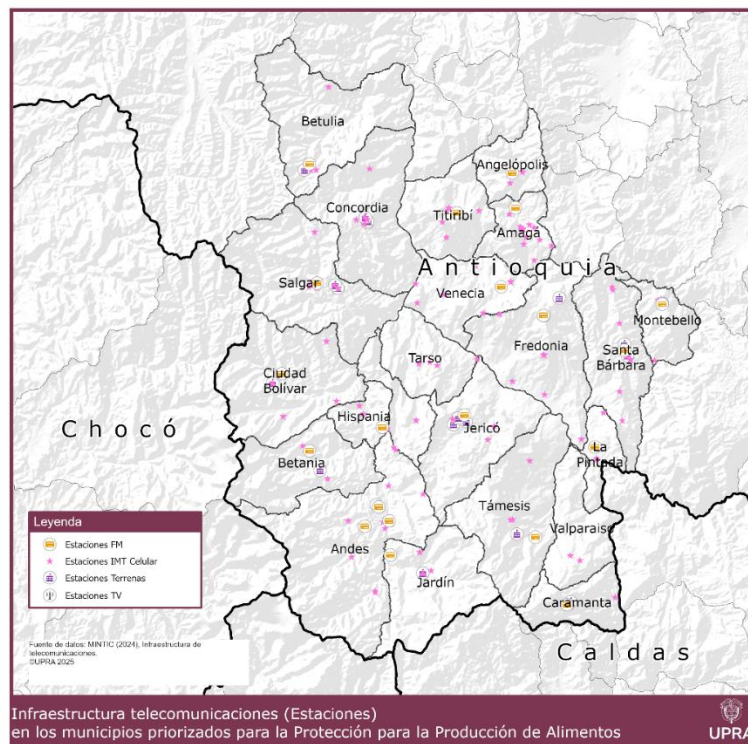 Betulia
Angelópolis
Concordia
Titiribí
Amagá
Antioquia
Salgar
Venecia
Montebello
Fredonia
Santa
Bárbara
Tarso
Ciudad
Bolívar
Chocó
Hispania
Jericó
La
Pintada
Betania
Támesis
Valparaiso
Andes
Jardín
Caramanta
Caldas
Leyenda
Estaciones FM
Estaciones IMT Celular
Estaciones Terrenas
Estaciones TV
Fuente de datos: MINTIC (2024), Infraestructura de
telecomunicaciones.
©UPRA 2025
Infraestructura telecomunicaciones (Estaciones)
en los municipios priorizados para la Protección para la Producción de Alimentos
UPRA